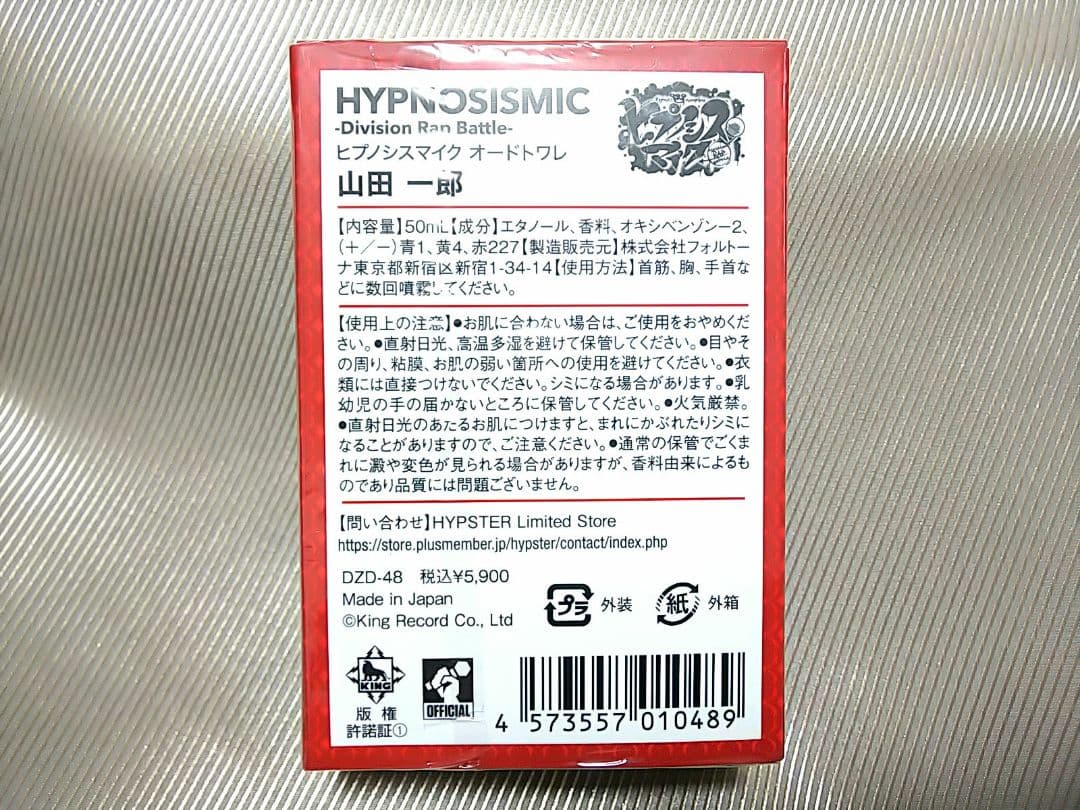 HYPNOSISMIC
-Division Rap Battle-
ヒプノシスマイク オードトワレ
山田 一郎
ヒプノシス
マイク
【内容量】50mL【成分】エタノール、香料、オキシベンゾン-2、
(+/-)青1、黄4、赤227【製造販売元】株式会社フォルトー
ナ東京都新宿区新宿1-34-14【使用方法】首筋、胸、手首な
どに数回噴霧してください。
【使用上の注意】●お肌に合わない場合は、ご使用をおやめくだ
さい。●直射日光、高温多湿を避けて保管してください。●目やそ
の周り、粘膜、お肌の弱い箇所への使用を避けてください。●衣
類には直接つけないでください。シミになる場合があります。●乳
幼児の手の届かないところに保管してください。●火気厳禁。
●直射日光のあたるお肌につけますと、まれにかぶれたりシミに
なることがありますので、ご注意ください。●通常の保管でごくま
れに澱や変色が見られる場合がありますが、香料由来によるも
のであり品質には問題ございません。
【問い合わせ】HYPSTER Limited Store
https://store.plusmember.jp/hypster/contact/index.php
DZD-48 税込¥5,900
Made in Japan
©King Record Co., Ltd
プラ 外装
紙 外箱
KING
版権
許諾証①
OFFICIAL
4 573557 010489